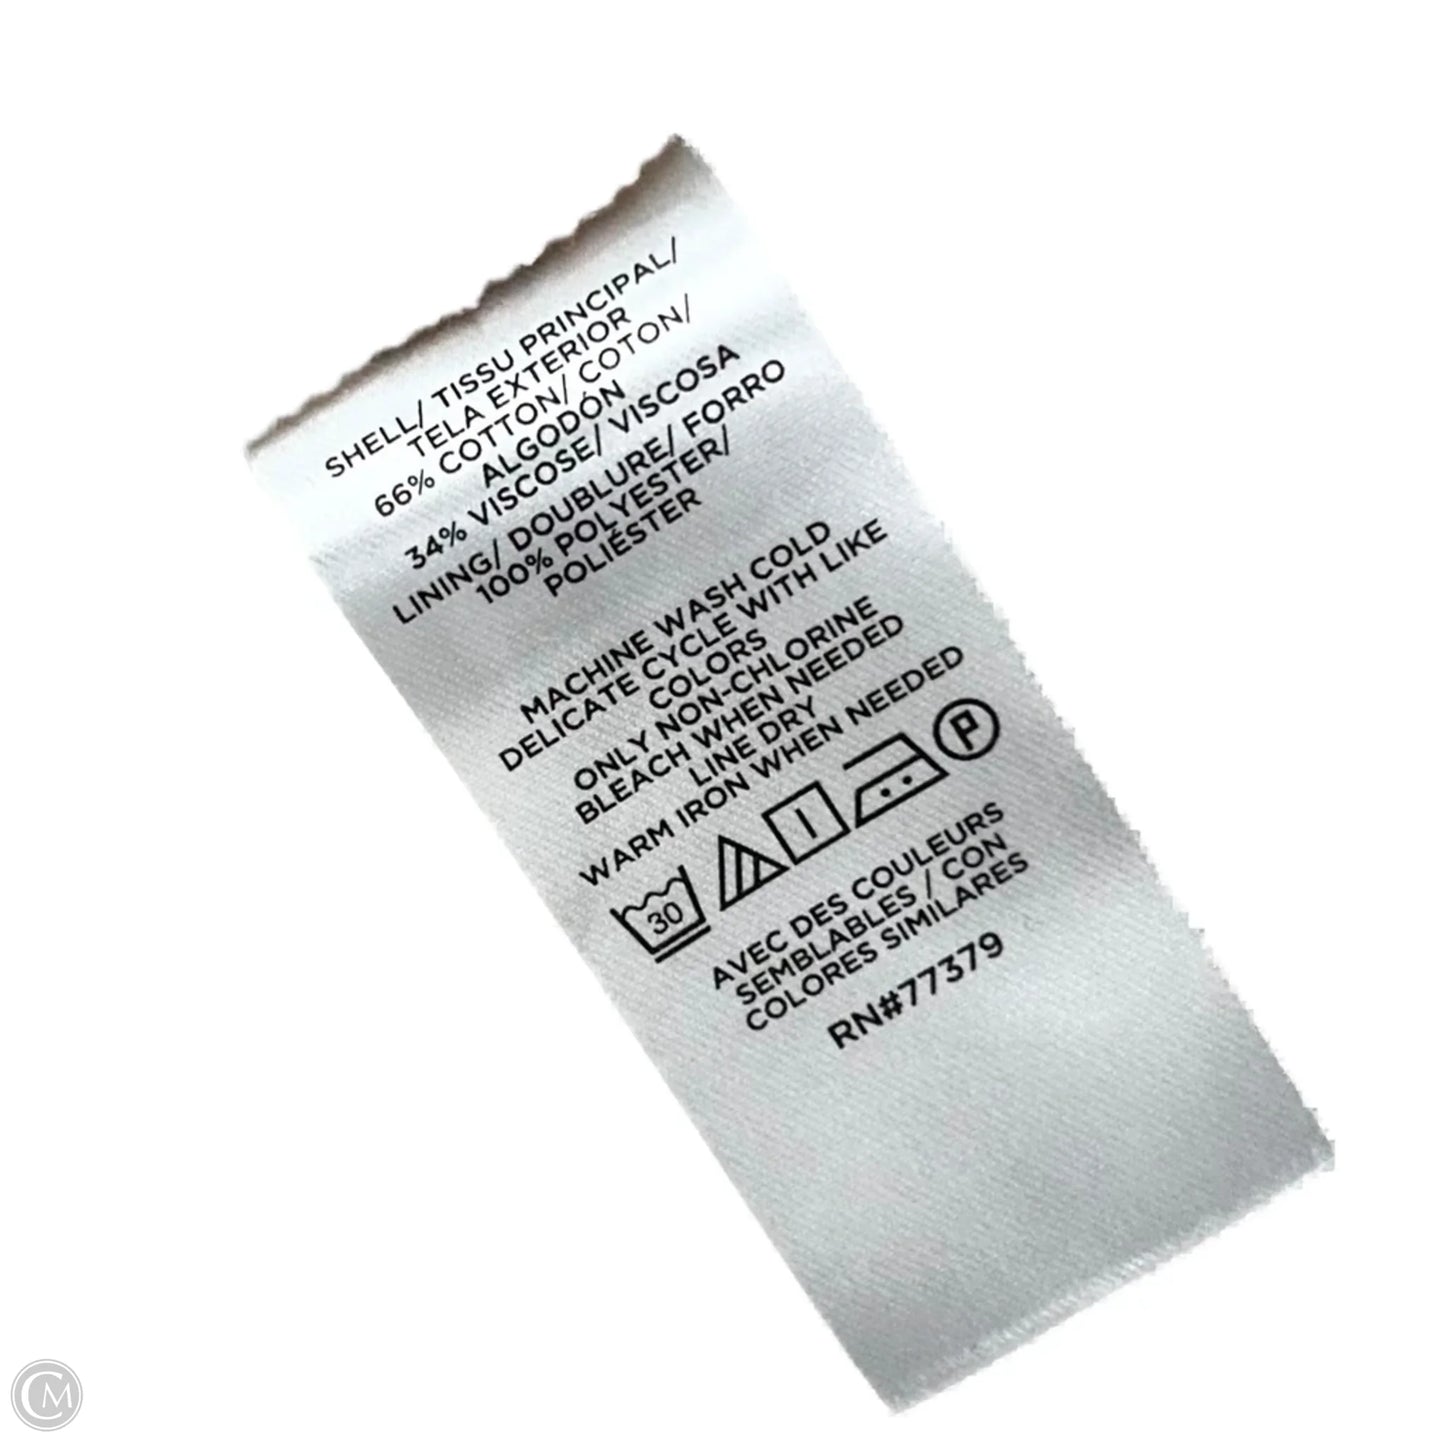 SHELL/ TISSU PRINCIPAL/
TELA EXTERIOR
66% COTTON/ COTON/
ALGODÓN
34% VISCOSE/ VISCOSA
LINING/ DOUBLURE/ FORRO
100% POLYESTER/
POLIÉSTER
MACHINE WASH COLD
DELICATE CYCLE WITH LIKE
COLORS
ONLY NON-CHLORINE
BLEACH WHEN NEEDED
LINE DRY
WARM IRON WHEN NEEDED
30 P
AVEC DES COULEURS
SEMBLABLES / CON
COLORES SIMILARES
RN#77379
CM